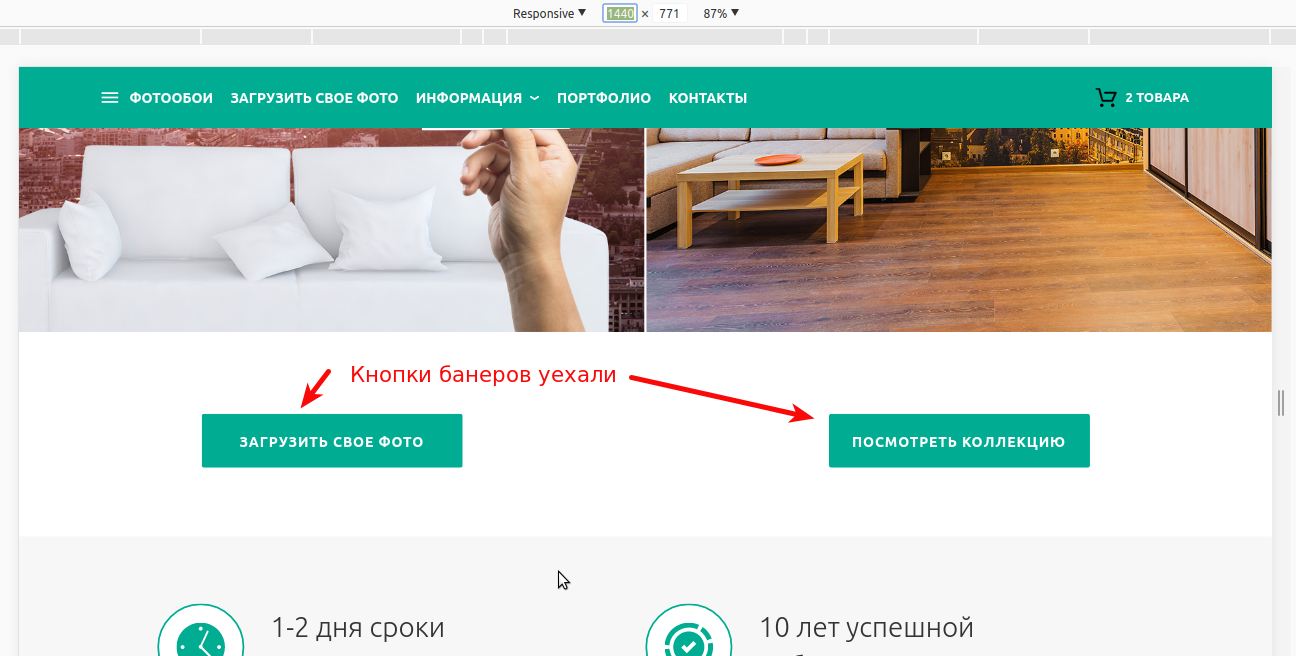 Responsive ▼ 1440 × 771 87% ▼
ФОТООБОИ ЗАГРУЗИТЬ СВОЕ ФОТО ИНФОРМАЦИЯ ПОРТФОЛИО КОНТАКТЫ 2 ТОВАРА
Кнопки банеров уехали
ЗАГРУЗИТЬ СВОЕ ФОТО ПОСМОТРЕТЬ КОЛЛЕКЦИЮ
1-2 дня сроки 10 лет успешной